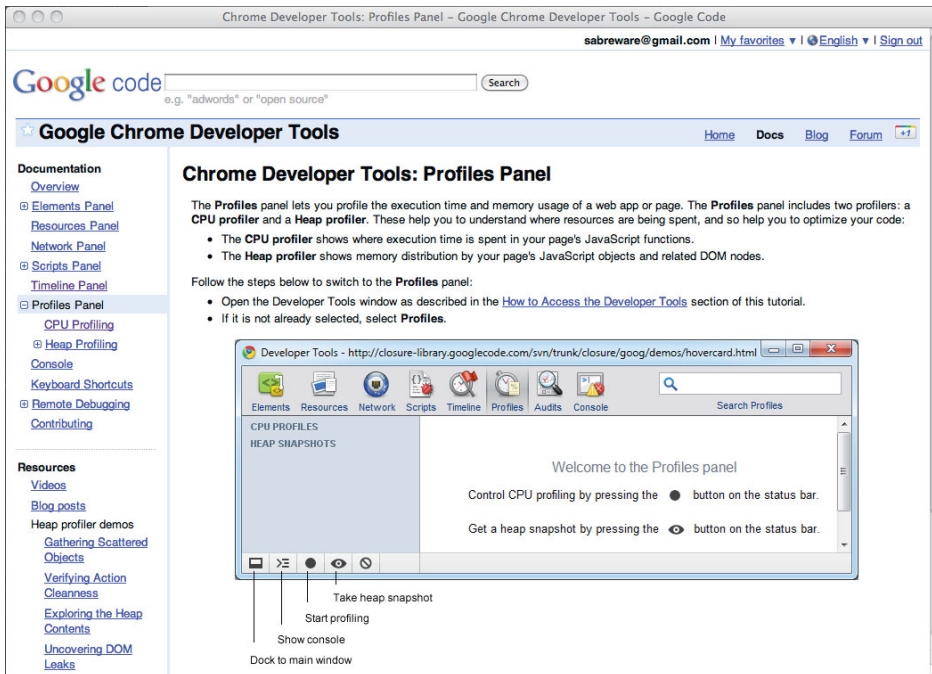 Chrome Developer Tools: Profiles Panel – Google Chrome Developer Tools – Google Code
sabreware@gmail.com | My favorites ▼ | English ▼ | Sign out
Google code
Search
e.g. "adwords" or "open source"
Google Chrome Developer Tools
Home Docs Blog Forum +1
Documentation
Overview
Elements Panel
Resources Panel
Network Panel
Scripts Panel
Timeline Panel
Profiles Panel
CPU Profiling
Heap Profiling
Console
Keyboard Shortcuts
Remote Debugging
Contributing
Resources
Videos
Blog posts
Heap profiler demos
Gathering Scattered
Objects
Verifying Action
Cleanness
Exploring the Heap
Contents
Uncovering DOM
Leaks
Chrome Developer Tools: Profiles Panel
The Profiles panel lets you profile the execution time and memory usage of a web app or page. The Profiles panel includes two profilers: a
CPU profiler and a Heap profiler. These help you to understand where resources are being spent, and so help you to optimize your code:
• The CPU profiler shows where execution time is spent in your page's JavaScript functions.
• The Heap profiler shows memory distribution by your page's JavaScript objects and related DOM nodes.
Follow the steps below to switch to the Profiles panel:
• Open the Developer Tools window as described in the How to Access the Developer Tools section of this tutorial.
• If it is not already selected, select Profiles.
Developer Tools - http://closure-library.googlecode.com/svn/trunk/closure/goog/demos/hovercard.html
Elements Resources Network Scripts Timeline Profiles Audits Console Search Profiles
CPU PROFILES
HEAP SNAPSHOTS
Welcome to the Profiles panel
Control CPU profiling by pressing the button on the status bar.
Get a heap snapshot by pressing the button on the status bar.
Take heap snapshot
Start profiling
Show console
Dock to main window